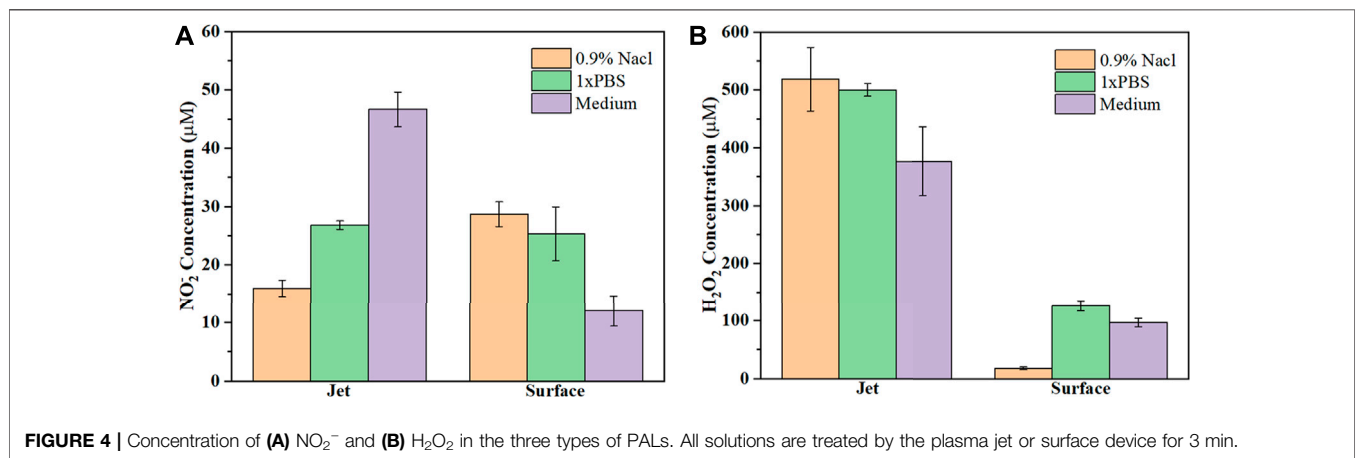 A
60
50
40
30
20
10
0
NO₂⁻ Concentration (μM)
0.9% Nacl
1xPBS
Medium
Jet
Surface
B
600
500
400
300
200
100
0
H₂O₂ Concentration (μM)
0.9% Nacl
1xPBS
Medium
Jet
Surface
FIGURE 4 | Concentration of (A) NO₂⁻ and (B) H₂O₂ in the three types of PALs. All solutions are treated by the plasma jet or surface device for 3 min.